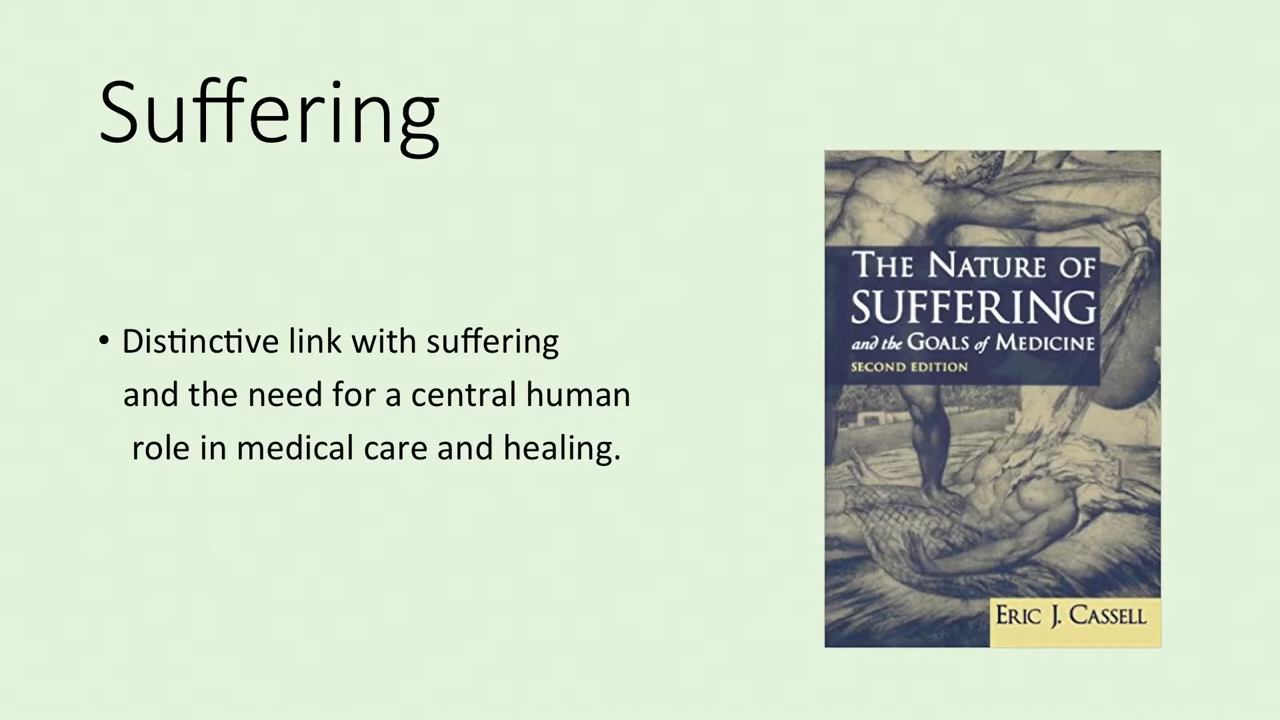 Suffering
• Distinctive link with suffering
and the need for a central human
role in medical care and healing.
THE NATURE OF
SUFFERING
and the GOALS of MEDICINE
SECOND EDITION
ERIC J. CASSELL